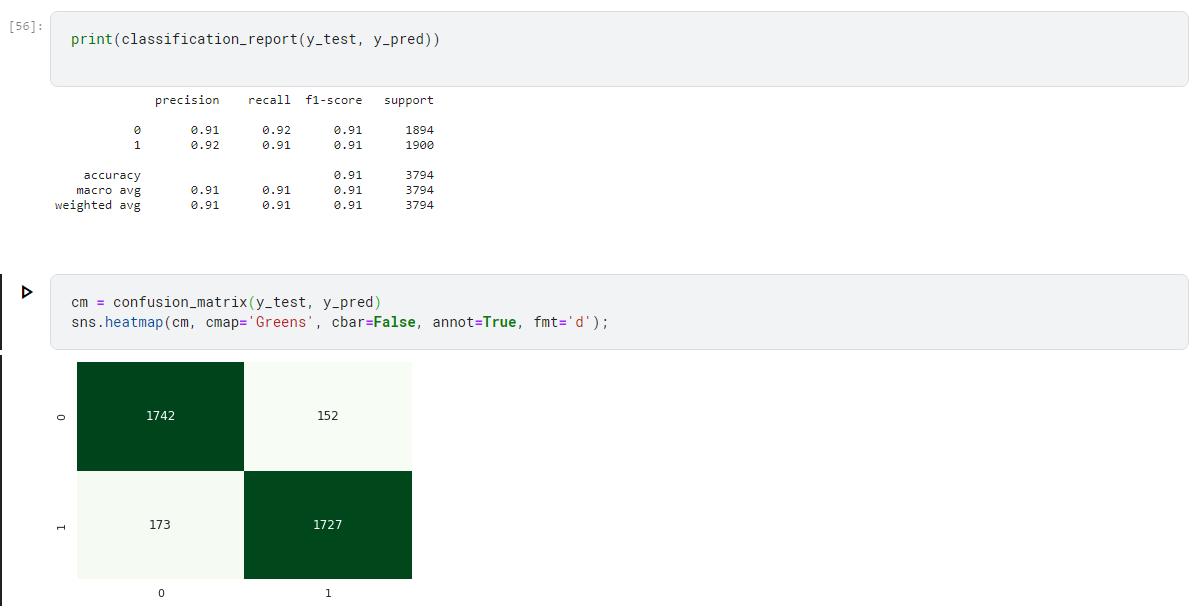 [56]:
print(classification_report(y_test, y_pred))
precision recall f1-score support
0 0.91 0.92 0.91 1894
1 0.92 0.91 0.91 1900
accuracy 0.91 3794
macro avg 0.91 0.91 0.91 3794
weighted avg 0.91 0.91 0.91 3794
cm = confusion_matrix(y_test, y_pred)
sns.heatmap(cm, cmap='Greens', cbar=False, annot=True, fmt='d');
0 1742 152
1 173 1727
0 1